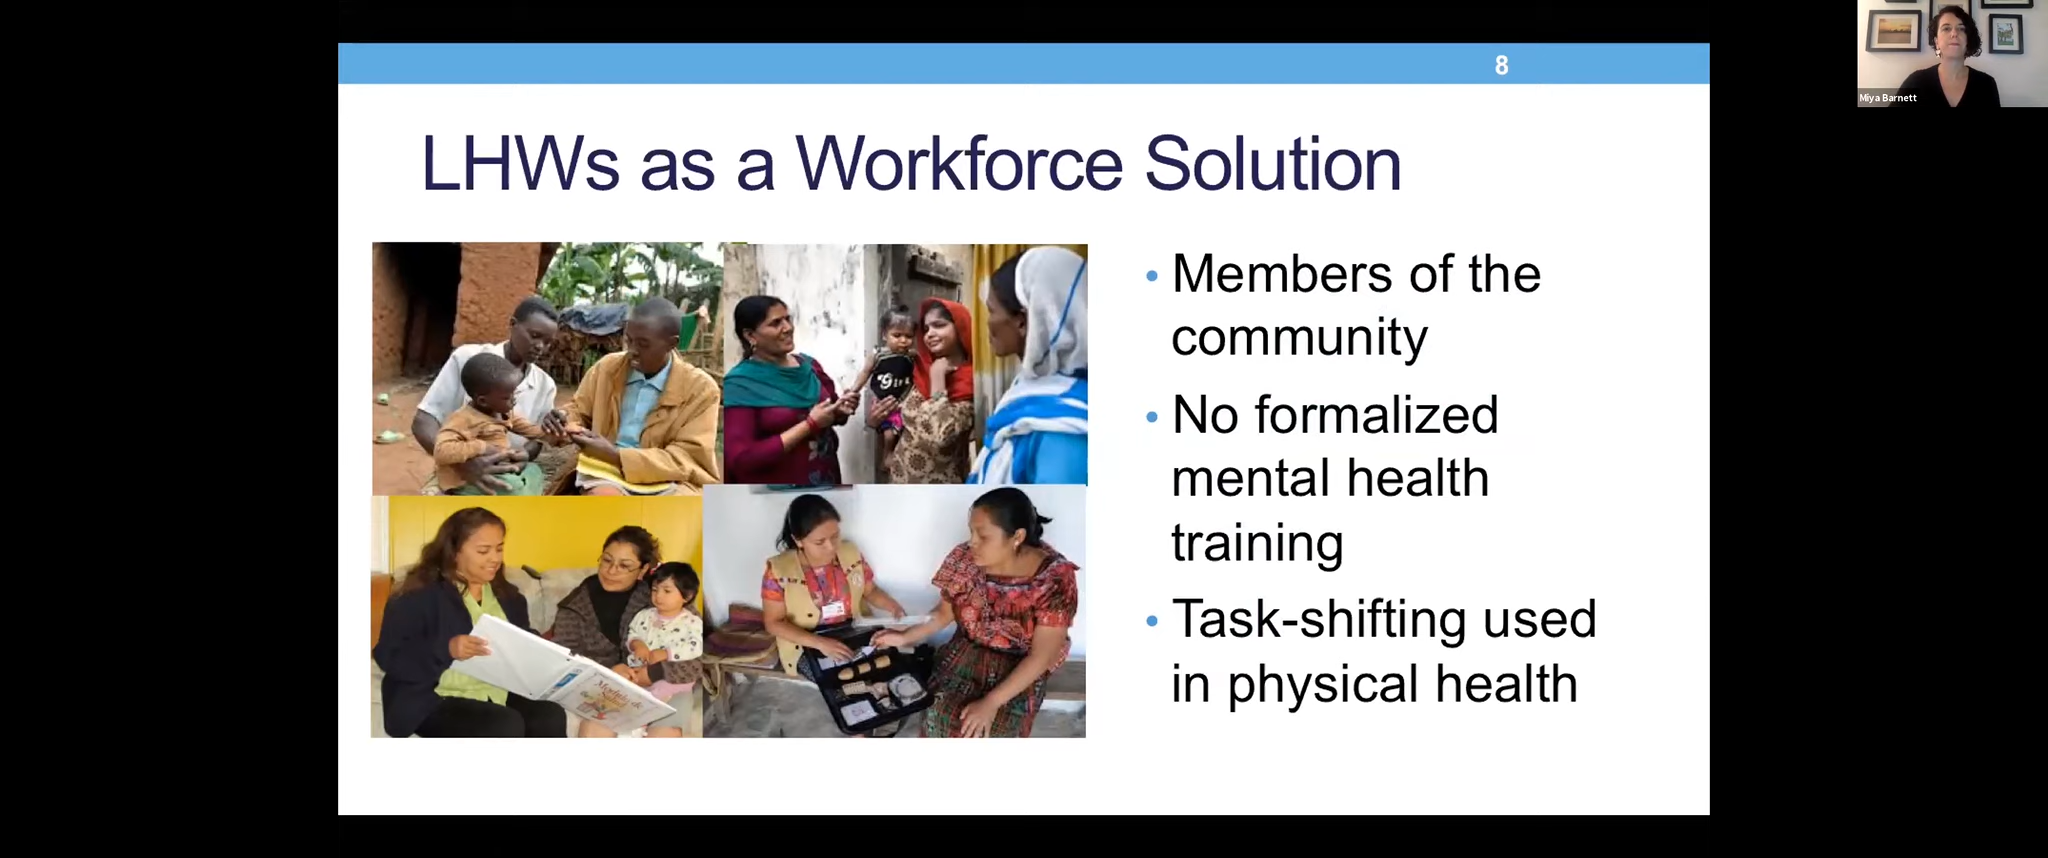 8
Miya Barnett
LHWs as a Workforce Solution
• Members of the
community
• No formalized
mental health
training
• Task-shifting used
in physical health